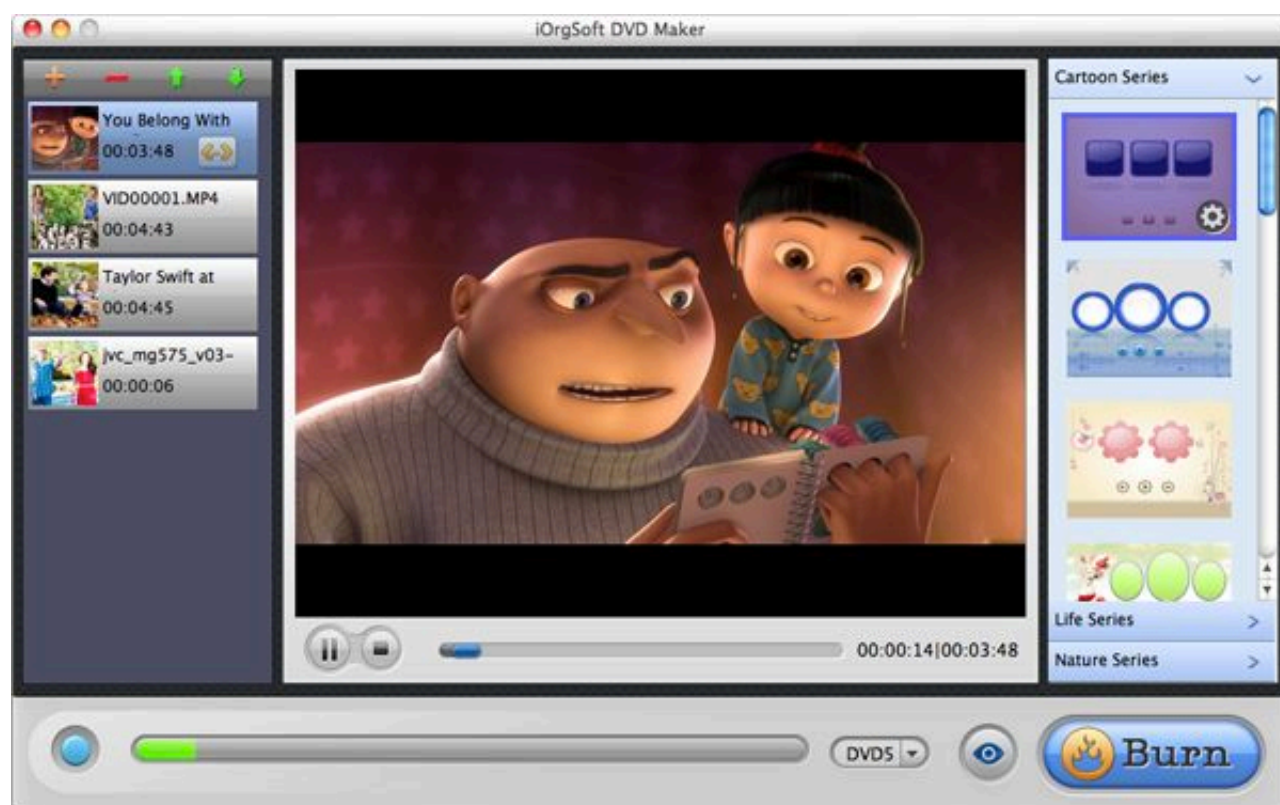 iOrgSoft DVD Maker
You Belong With
00:03:48
VID00001.MP4
00:04:43
Taylor Swift at
00:04:45
jvc_mg575_v03-
00:00:06
00:00:14|00:03:48
Cartoon Series
Life Series
Nature Series
DVD5
Burn